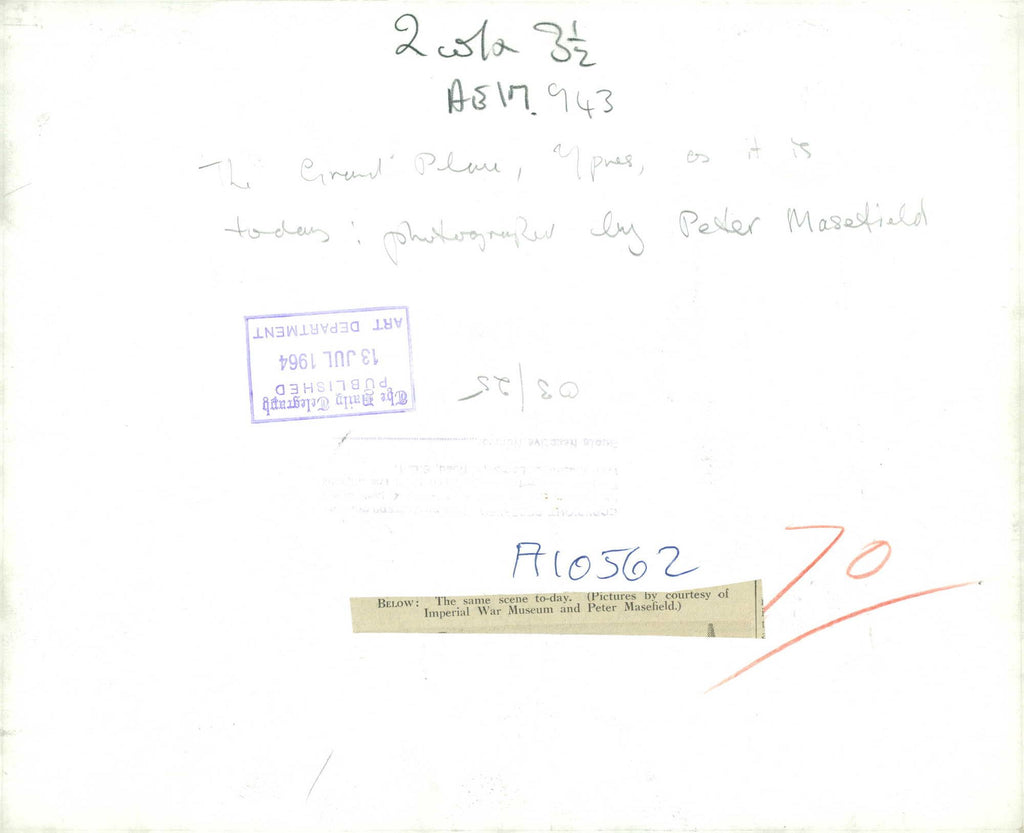 2 cols 3½
AE17.943
The Grand Place, Ypres, as it is
today: photographed by Peter Masefield
The Daily Telegraph
PUBLISHED
13 JUL 1964
ART DEPARTMENT
A10562
70
BELOW: The same scene to-day. (Pictures by courtesy of
Imperial War Museum and Peter Masefield.)